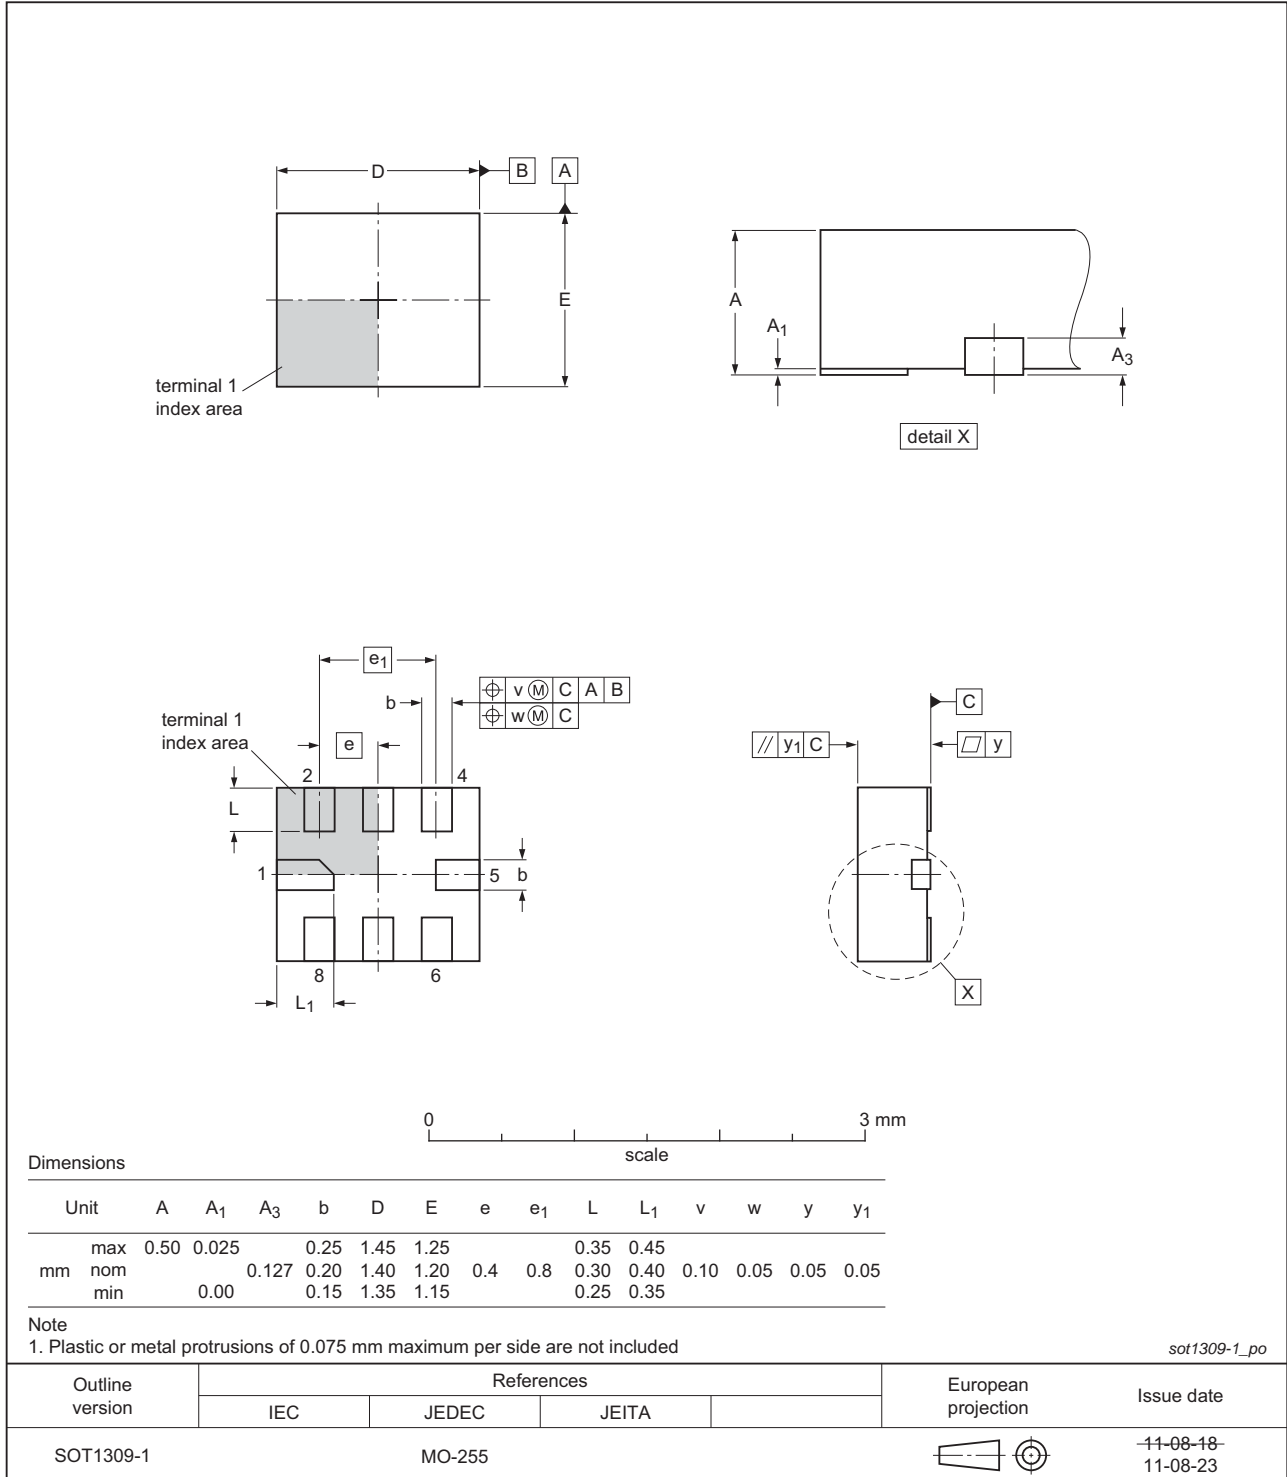 D
B
A
E
terminal 1
index area
A
A1
A3
detail X
e1
b
v M C A B
w M C
terminal 1
index area
e
2
4
L
1
5
b
8
6
L1
C
// y1 C
y
X
0
3 mm
scale
Dimensions
Unit A A1 A3 b D E e e1 L L1 v w y y1
max 0.50 0.025 0.25 1.45 1.25 0.35 0.45
mm nom 0.127 0.20 1.40 1.20 0.4 0.8 0.30 0.40 0.10 0.05 0.05 0.05
min 0.00 0.15 1.35 1.15 0.25 0.35
Note
1. Plastic or metal protrusions of 0.075 mm maximum per side are not included
sot1309-1_po
Outline version
References
European projection
Issue date
IEC JEDEC JEITA
SOT1309-1
MO-255
11-08-18
11-08-23